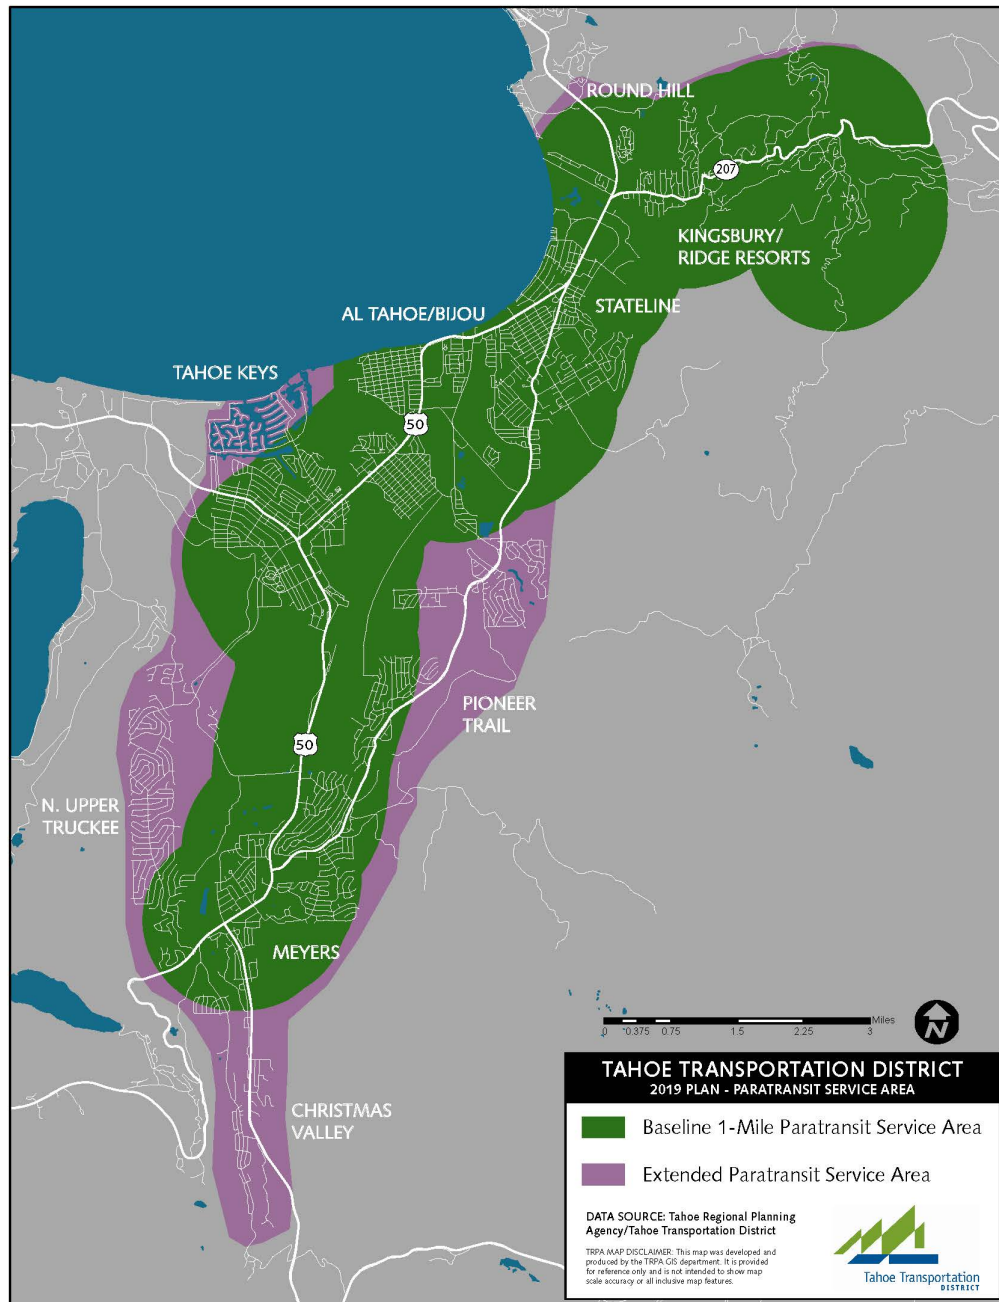 ROUND HILL
207
KINGSBURY/
RIDGE RESORTS
STATELINE
AL TAHOE/BIJOU
TAHOE KEYS
50
PIONEER
TRAIL
50
N. UPPER
TRUCKEE
MEYERS
CHRISTMAS
VALLEY
Miles
0 0.375 0.75 1.5 2.25 3
N
TAHOE TRANSPORTATION DISTRICT
2019 PLAN - PARATRANSIT SERVICE AREA
Baseline 1-Mile Paratransit Service Area
Extended Paratransit Service Area
DATA SOURCE: Tahoe Regional Planning
Agency/Tahoe Transportation District
TRPA MAP DISCLAIMER: This map was developed and
produced by the TRPA GIS department. It is provided
for reference only and is not intended to show map
scale accuracy or all inclusive map features.
Tahoe Transportation
DISTRICT